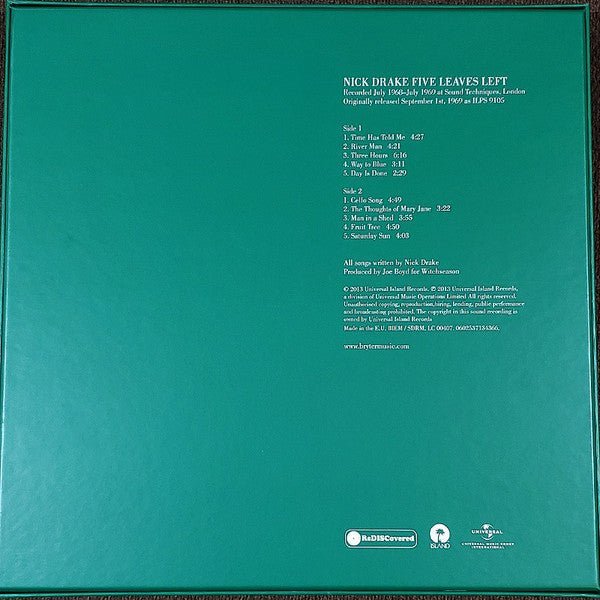 NICK DRAKE FIVE LEAVES LEFT
Recorded July 1968–July 1969 at Sound Techniques, London
Originally released September 1st, 1969 as ILPS 9105
Side 1
1. Time Has Told Me 4:27
2. River Man 4:21
3. Three Hours 6:16
4. Way to Blue 3:11
5. Day Is Done 2:29
Side 2
1. Cello Song 4:49
2. The Thoughts of Mary Jane 3:22
3. Man in a Shed 3:55
4. Fruit Tree 4:50
5. Saturday Sun 4:03
All songs written by Nick Drake
Produced by Joe Boyd for Witchseason
℗ 2013 Universal Island Records. © 2013 Universal Island Records,
a division of Universal Music Operations Limited All rights reserved.
Unauthorised copying, reproduction, hiring, lending, public performance
and broadcasting prohibited. The copyright in this sound recording is
owned by Universal Island Records
Made in the E.U. BIEM / SDRM, LC 00407. 0602537134366.
www.brytermusic.com
ReDISCovered
ISLAND
UNIVERSAL
UNIVERSAL MUSIC GROUP
INTERNATIONAL